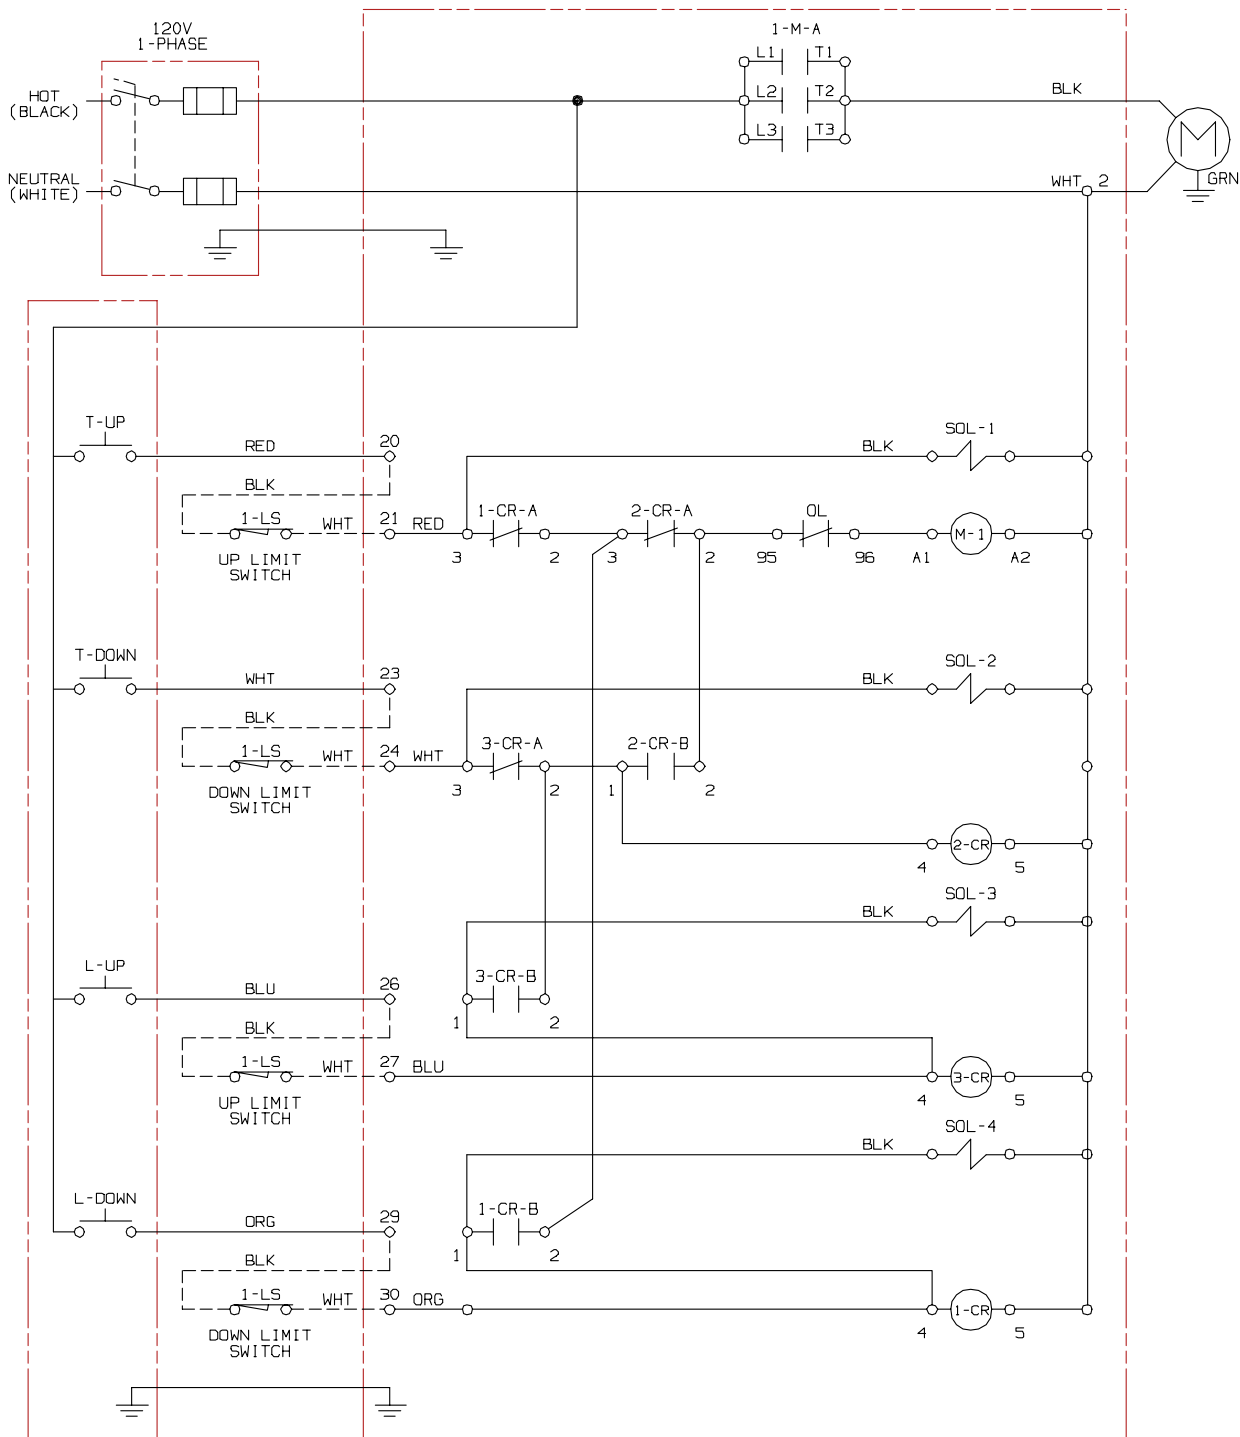 120V
1-PHASE
1-M-A
L1 T1
HOT
(BLACK)
L2 T2
BLK
L3 T3
NEUTRAL
(WHITE)
WHT 2
GRN
T-UP
RED
20
BLK
SOL-1
BLK
1-LS
WHT
21
RED
1-CR-A
2-CR-A
OL
M-1
UP LIMIT
SWITCH
3 2 3 2 95 96 A1 A2
T-DOWN
WHT
23
BLK
SOL-2
BLK
1-LS
WHT
24
WHT
3-CR-A
2-CR-B
DOWN LIMIT
SWITCH
3 2 1 2
2-CR
4 5
BLK
SOL-3
L-UP
BLU
26
3-CR-B
1 2
BLK
1-LS
WHT
27
BLU
3-CR
UP LIMIT
SWITCH
4 5
BLK
SOL-4
L-DOWN
ORG
29
1-CR-B
1 2
BLK
1-LS
WHT
30
ORG
1-CR
DOWN LIMIT
SWITCH
4 5